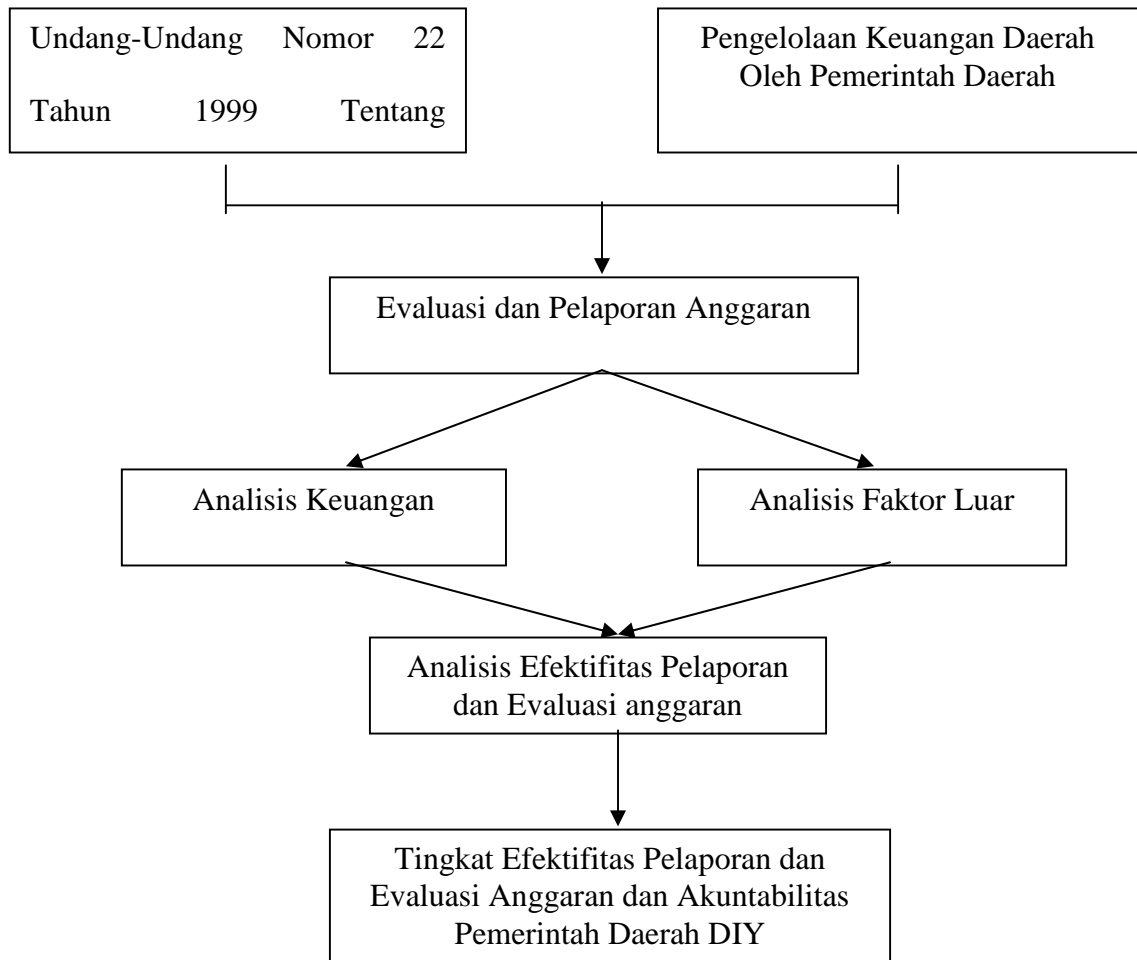 Undang-Undang Nomor 22
Tahun 1999 Tentang
Pengelolaan Keuangan Daerah
Oleh Pemerintah Daerah
Evaluasi dan Pelaporan Anggaran
Analisis Keuangan
Analisis Faktor Luar
Analisis Efektifitas Pelaporan
dan Evaluasi anggaran
Tingkat Efektifitas Pelaporan dan
Evaluasi Anggaran dan Akuntabilitas
Pemerintah Daerah DIY